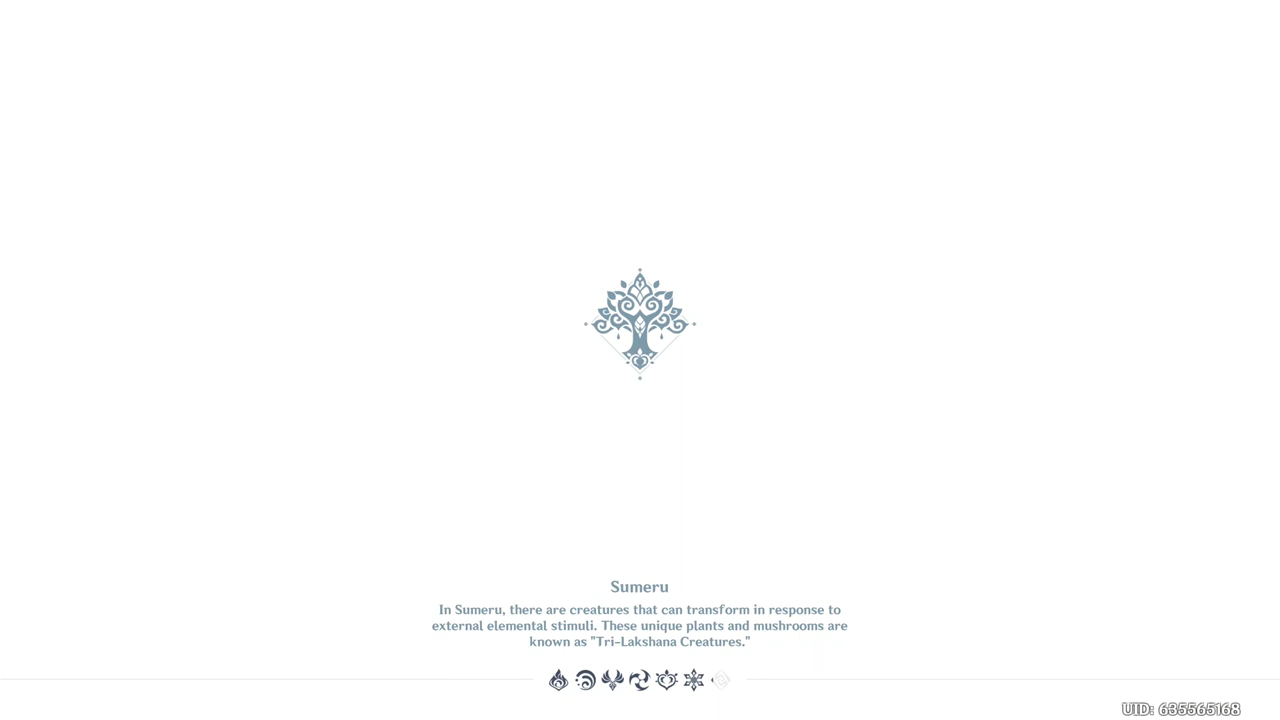 Sumeru
In Sumeru, there are creatures that can transform in response to
external elemental stimuli. These unique plants and mushrooms are
known as "Tri-Lakshana Creatures."
UID: 635565168